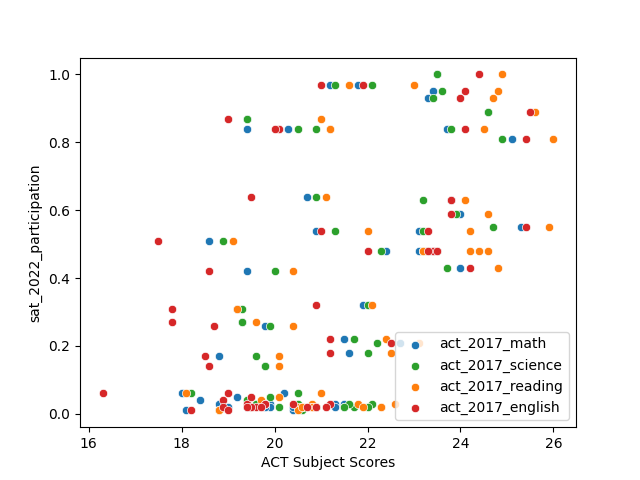 1.0
0.8
0.6
0.4
0.2
0.0
sat_2022_participation
16
18
20
22
24
26
ACT Subject Scores
act_2017_math
act_2017_science
act_2017_reading
act_2017_english